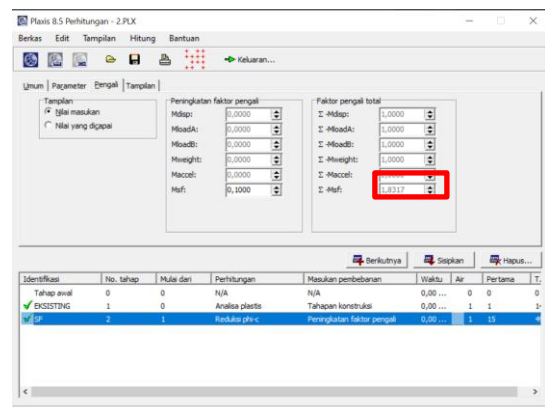 Plaxis 8.5 Perhitungan - 2.PLX
Berkas Edit Tampilan Hitung Bantuan
Keluaran...
Umum Parameter Pengali Tampilan
Tampilan
Nilai masukan
Nilai yang dicapai
Peningkatan faktor pengali
Mdisp: 0,0000
MloadA: 0,0000
MloadB: 0,0000
Mweight: 0,0000
Maccel: 0,0000
Msf: 0,1000
Faktor pengali total
Σ -Mdisp: 1,0000
Σ -MloadA: 1,0000
Σ -MloadB: 1,0000
Σ -Mweight: 1,0000
Σ -Maccel:
Σ -Msf: 1,8317
Berikutnya Sisipkan Hapus...
Identifikasi No. tahap Mulai dari Perhitungan Masukan pembebanan Waktu Air Pertama T.
Tahap awal 0 0 N/A N/A 0,00 ... 0 0 0
EKSISTING 1 0 Analisa plastis Tahapan konstruksi 0,00 ... 1 1
SF 2 1 Reduksi phi-c Peningkatan faktor pengali 0,00 ... 1 15